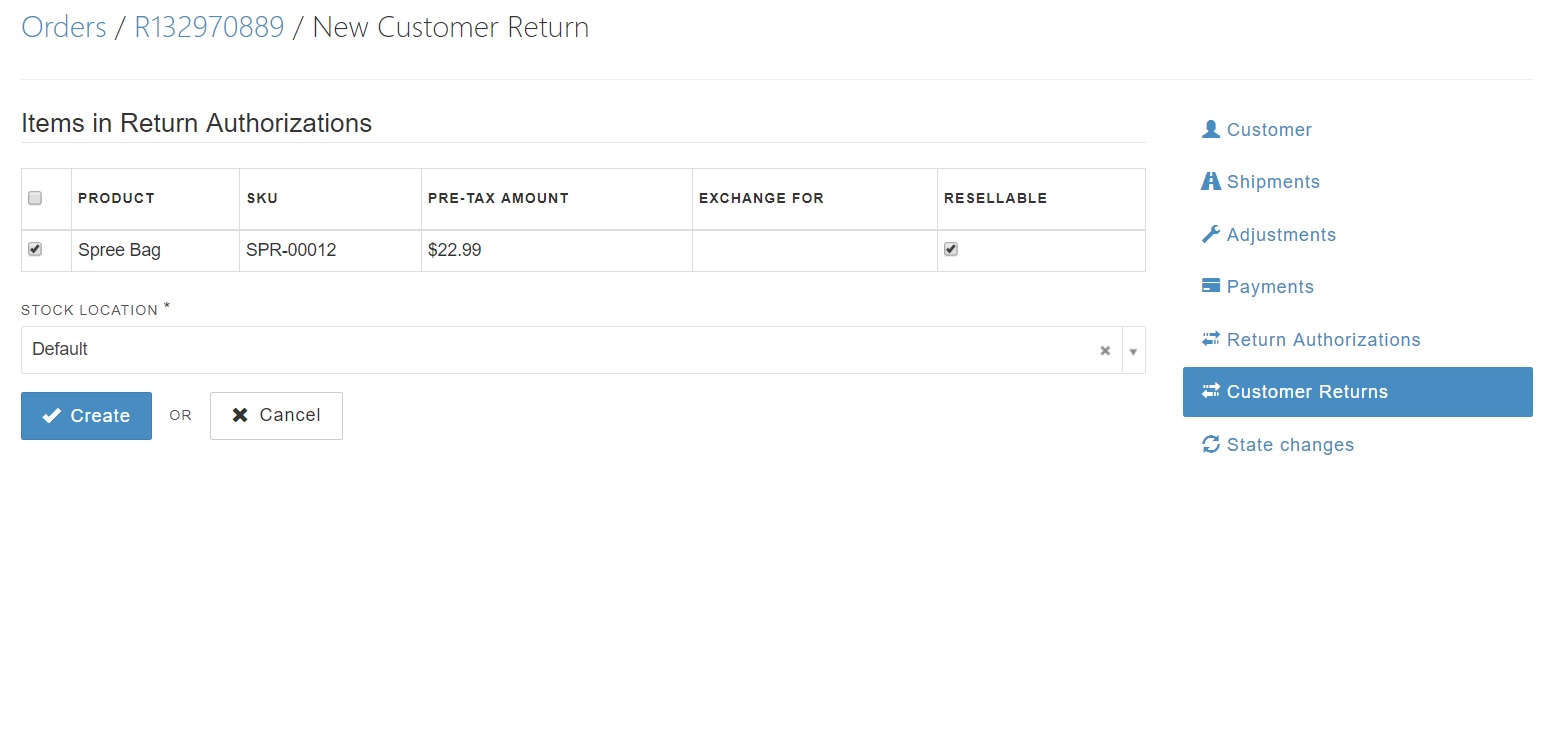 Orders / R132970889 / New Customer Return
Items in Return Authorizations
PRODUCT SKU PRE-TAX AMOUNT EXCHANGE FOR RESELLABLE
Spree Bag SPR-00012 $22.99
STOCK LOCATION *
Default
Create OR Cancel
Customer
Shipments
Adjustments
Payments
Return Authorizations
Customer Returns
State changes